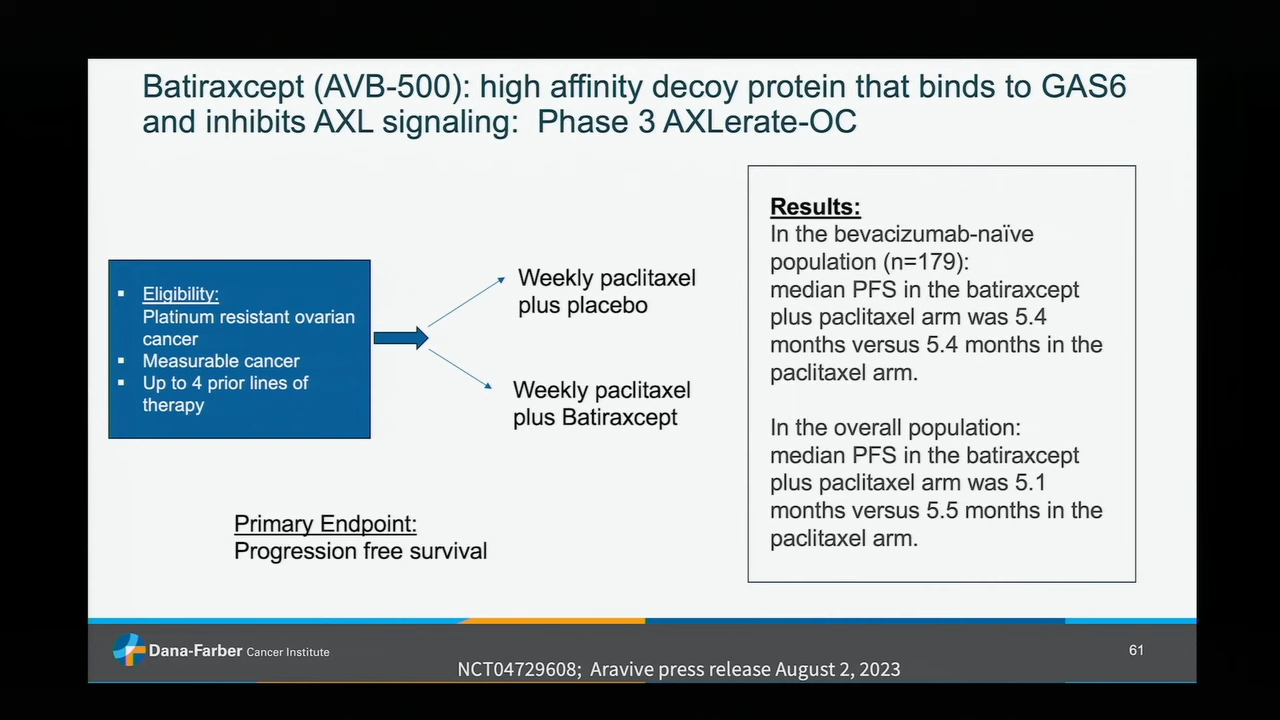 Batiraxcept (AVB-500): high affinity decoy protein that binds to GAS6
and inhibits AXL signaling:  Phase 3 AXLerate-OC
▪ Eligibility:
Platinum resistant ovarian
cancer
▪ Measurable cancer
▪ Up to 4 prior lines of
therapy
Weekly paclitaxel
plus placebo
Weekly paclitaxel
plus Batiraxcept
Primary Endpoint:
Progression free survival
Results:
In the bevacizumab-naïve
population (n=179):
median PFS in the batiraxcept
plus paclitaxel arm was 5.4
months versus 5.4 months in the
paclitaxel arm.
In the overall population:
median PFS in the batiraxcept
plus paclitaxel arm was 5.1
months versus 5.5 months in the
paclitaxel arm.
Dana-Farber Cancer Institute
61
NCT04729608;  Aravive press release August 2, 2023